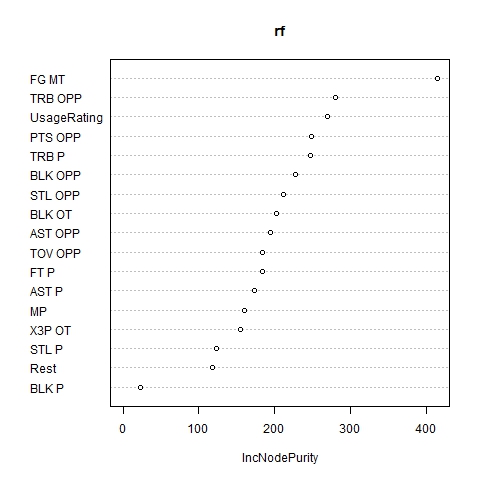 rf
FG MT
TRB OPP
UsageRating
PTS OPP
TRB P
BLK OPP
STL OPP
BLK OT
AST OPP
TOV OPP
FT P
AST P
MP
X3P OT
STL P
Rest
BLK P
0 100 200 300 400
IncNodePurity